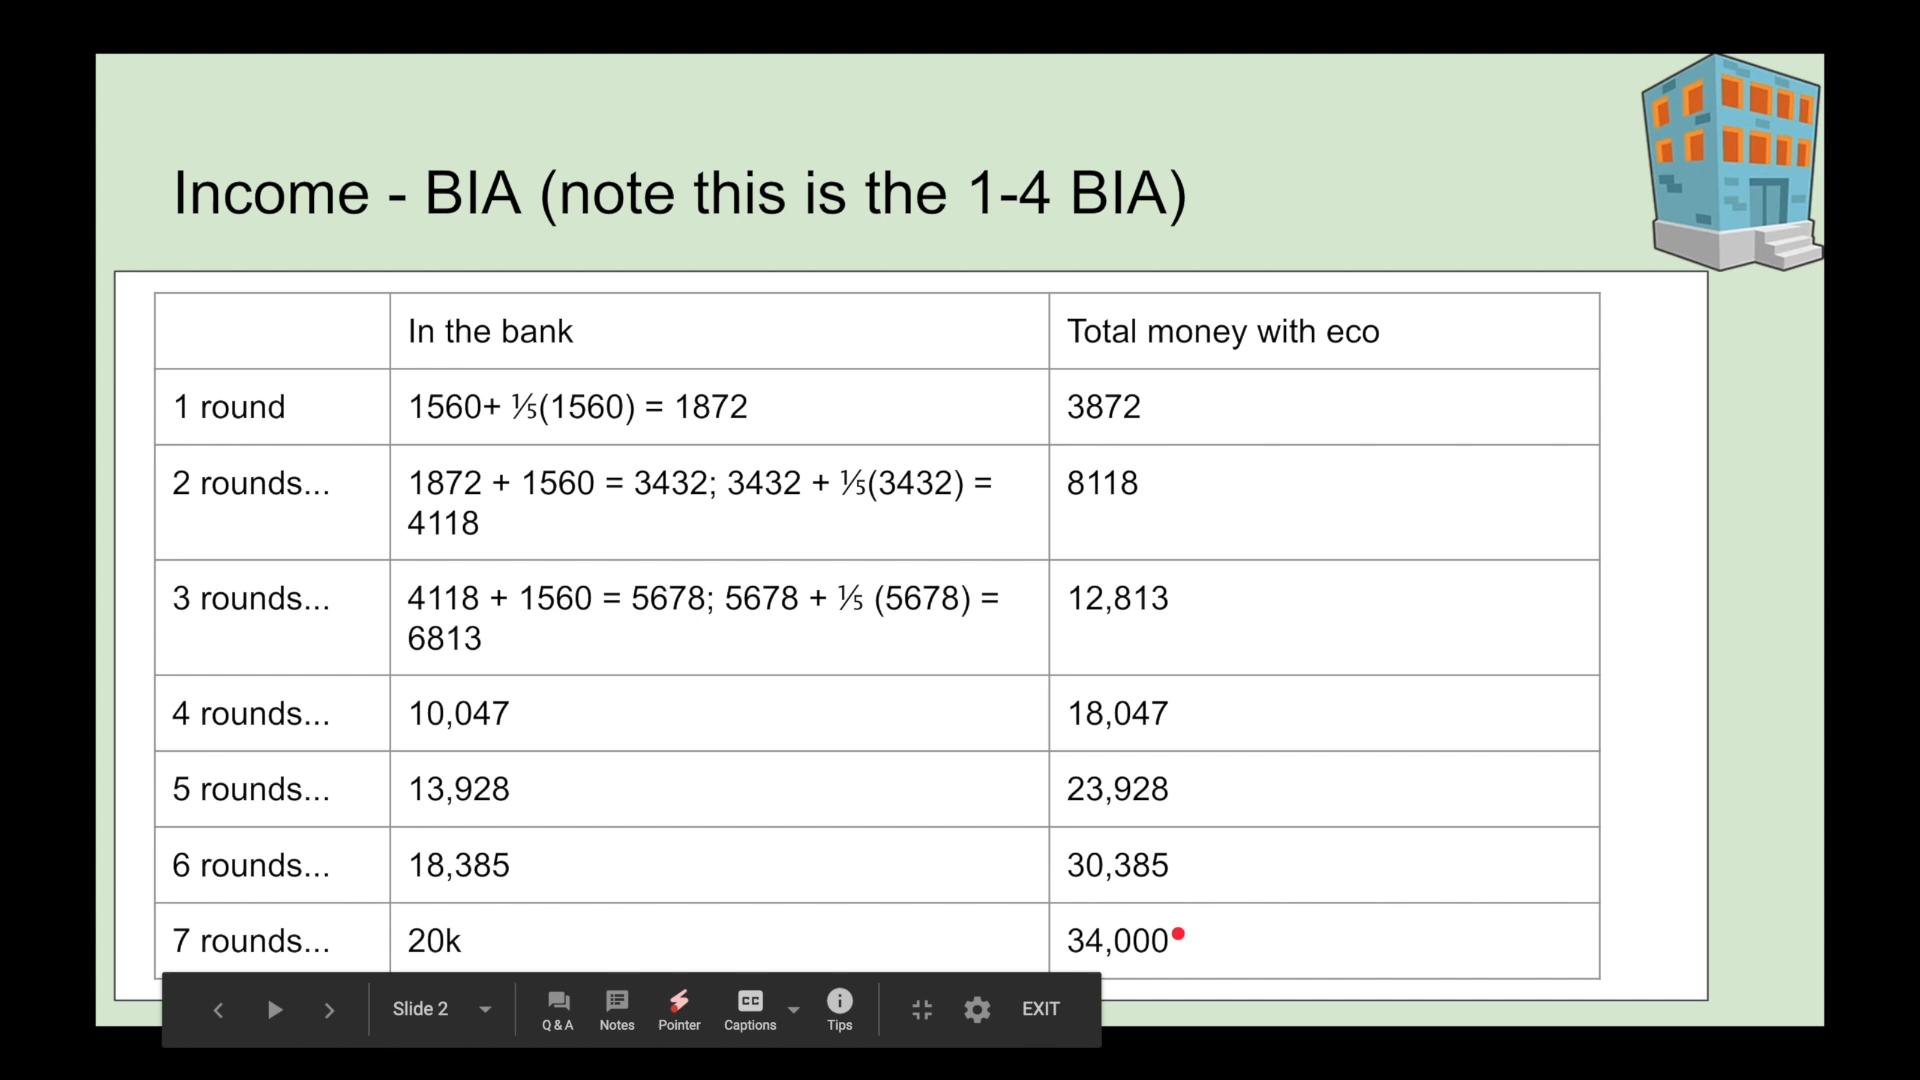 Income - BIA (note this is the 1-4 BIA)
In the bank
Total money with eco
1 round
1560+ ⅕(1560) = 1872
3872
2 rounds...
1872 + 1560 = 3432; 3432 + ⅕(3432) =
4118
8118
3 rounds...
4118 + 1560 = 5678; 5678 + ⅕ (5678) =
6813
12,813
4 rounds...
10,047
18,047
5 rounds...
13,928
23,928
6 rounds...
18,385
30,385
7 rounds...
20k
34,000
Slide 2
Q & A
Notes
Pointer
CC
Captions
Tips
EXIT